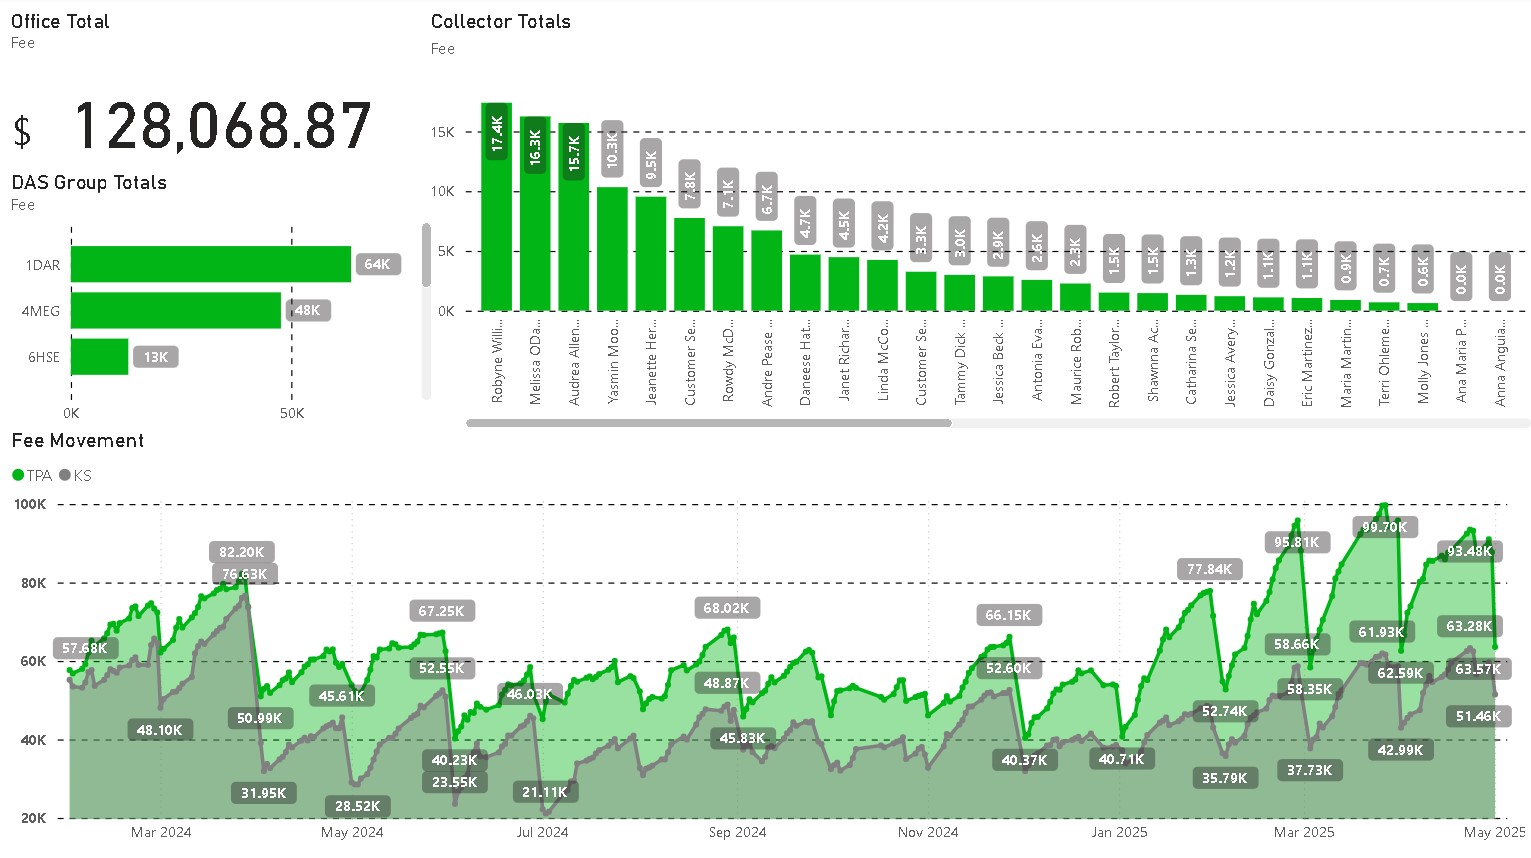 Office Total
Fee
$ 128,068.87
DAS Group Totals
Fee
1DAR
64K
4MEG
48K
6HSE
13K
0K
50K
Collector Totals
Fee
15K
10K
5K
0K
17.4K
16.3K
15.7K
10.3K
9.5K
7.8K
7.1K
6.7K
4.7K
4.5K
4.2K
3.3K
3.0K
2.9K
2.6K
2.3K
1.5K
1.5K
1.3K
1.2K
1.1K
1.1K
0.9K
0.7K
0.6K
0.0K
0.0K
Robyne Willi...
Melissa ODa...
Audrea Allen...
Yasmin Moo...
Jeanette Her...
Customer Se...
Rowdy McD...
Andre Pease ...
Daneese Hat...
Janet Richar...
Linda McCo...
Customer Se...
Tammy Dick ...
Jessica Beck ...
Antonia Eva...
Maurice Rob...
Robert Taylor...
Shawnna Ac...
Catharina Se...
Jessica Avery...
Daisy Gonzal...
Eric Martinez...
Maria Martin...
Terri Ohleme...
Molly Jones ...
Ana Maria P...
Anna Anguia...
Fee Movement
TPA KS
100K
80K
60K
40K
20K
57.68K
48.10K
82.20K
76.63K
50.99K
31.95K
45.61K
28.52K
67.25K
52.55K
40.23K
23.55K
46.03K
21.11K
68.02K
48.87K
45.83K
66.15K
52.60K
40.37K
40.71K
77.84K
52.74K
35.79K
95.81K
58.66K
58.35K
37.73K
99.70K
61.93K
62.59K
42.99K
93.48K
63.28K
63.57K
51.46K
Mar 2024
May 2024
Jul 2024
Sep 2024
Nov 2024
Jan 2025
Mar 2025
May 2025